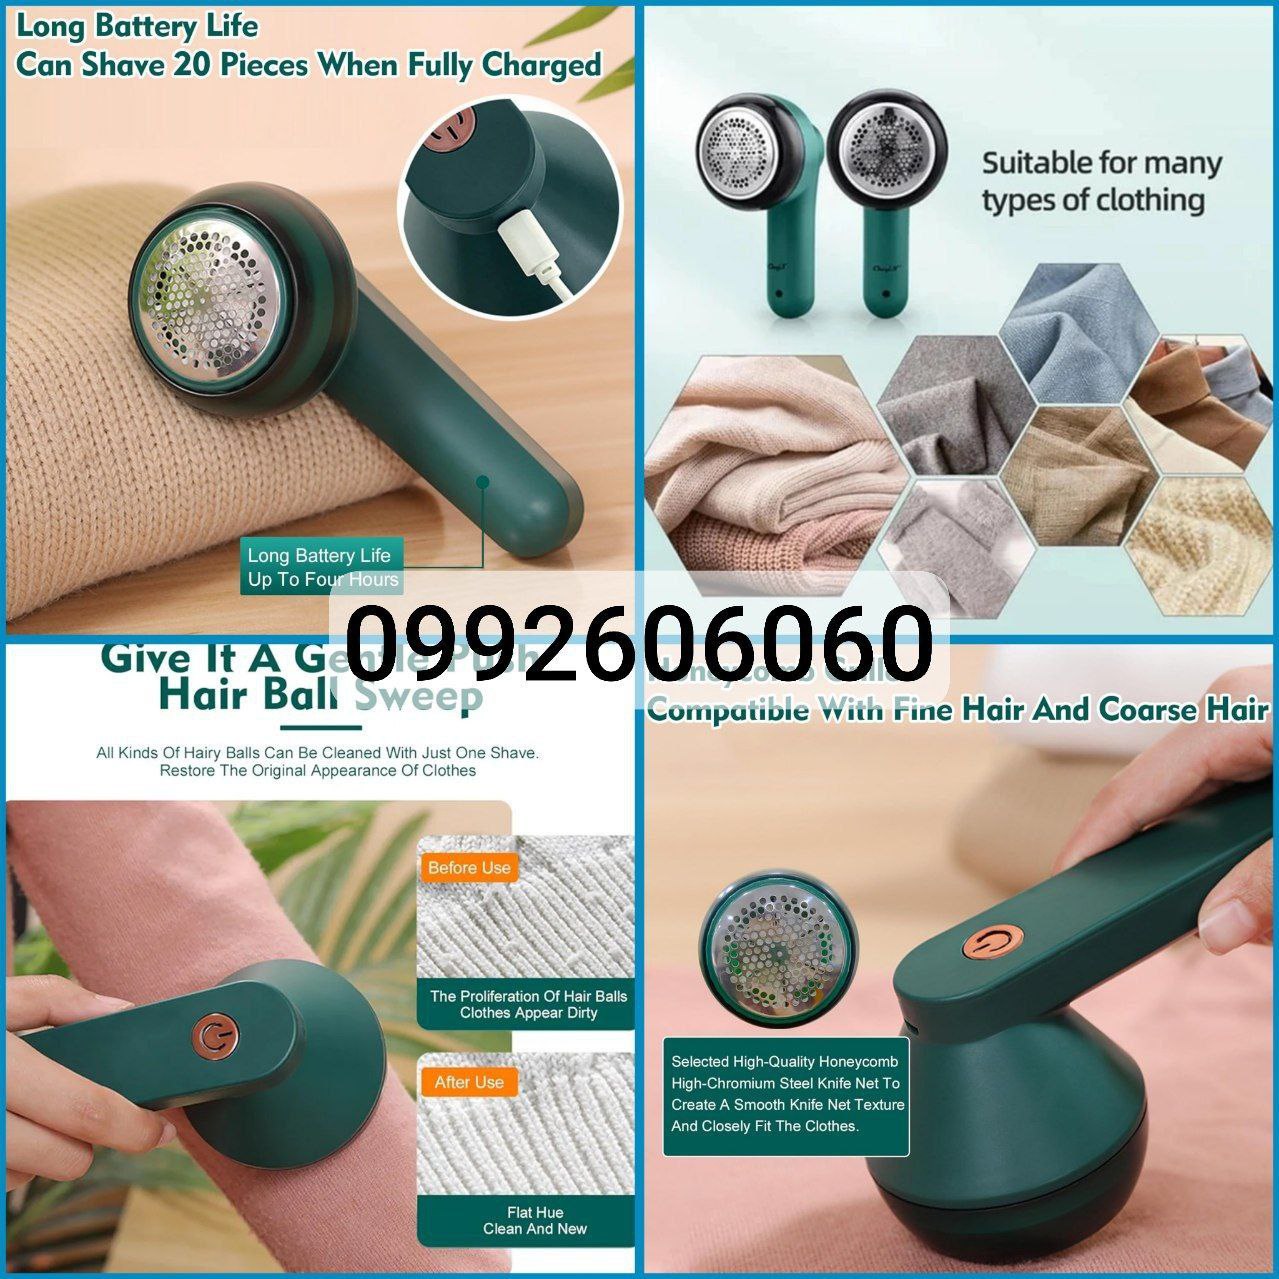 Long Battery Life
Can Shave 20 Pieces When Fully Charged
Long Battery Life
Up To Four Hours
Suitable for many
types of clothing
0992606060
Give It A Gentle Push
Hair Ball Sweep
All Kinds Of Hairy Balls Can Be Cleaned With Just One Shave.
Restore The Original Appearance Of Clothes
Before Use
The Proliferation Of Hair Balls
Clothes Appear Dirty
After Use
Flat Hue
Clean And New
Honeycomb
Compatible With Fine Hair And Coarse Hair
Selected High-Quality Honeycomb
High-Chromium Steel Knife Net To
Create A Smooth Knife Net Texture
And Closely Fit The Clothes.